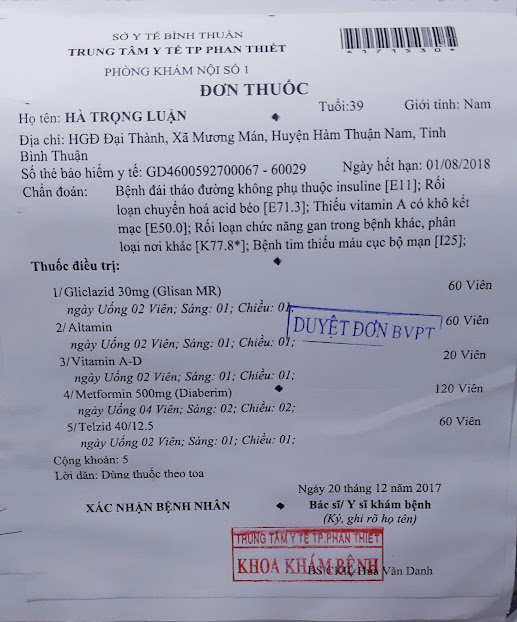 SỞ Y TẾ BÌNH THUẬN
TRUNG TÂM Y TẾ TP PHAN THIẾT
PHÒNG KHÁM NỘI SỐ 1
*171530*
ĐƠN THUỐC
Họ tên: HÀ TRỌNG LUẬN Tuổi:39 Giới tính: Nam
Địa chỉ: HGĐ Đại Thành, Xã Mương Mán, Huyện Hàm Thuận Nam, Tỉnh
Bình Thuận
Số thẻ bảo hiểm y tế: GD4600592700067 - 60029 Ngày hết hạn: 01/08/2018
Chẩn đoán: Bệnh đái tháo đường không phụ thuộc insuline [E11]; Rối
loạn chuyển hoá acid béo [E71.3]; Thiếu vitamin A có khô kết
mạc [E50.0]; Rối loạn chức năng gan trong bệnh khác, phân
loại nơi khác [K77.8*]; Bệnh tim thiếu máu cục bộ mạn [I25];
Thuốc điều trị:
1/ Gliclazid 30mg (Glisan MR) 60 Viên
ngày Uống 02 Viên; Sáng: 01; Chiều: 01;
2/ Altamin 60 Viên
ngày Uống 02 Viên; Sáng: 01; Chiều: 01;
DUYỆT ĐƠN BVPT
3/ Vitamin A-D 20 Viên
ngày Uống 02 Viên; Sáng: 01; Chiều: 01;
4/ Metformin 500mg (Diaberim) 120 Viên
ngày Uống 04 Viên; Sáng: 02; Chiều: 02;
5/ Telzid 40/12.5 60 Viên
ngày Uống 02 Viên; Sáng: 01; Chiều: 01;
Cộng khoản: 5
Lời dặn: Dùng thuốc theo toa
Ngày 20 tháng 12 năm 2017
XÁC NHẬN BỆNH NHÂN Bác sĩ/ Y sĩ khám bệnh
(Ký, ghi rõ họ tên)
TRUNG TÂM Y TẾ TP.PHAN THIẾT
KHOA KHÁM BỆNH
Văn Danh